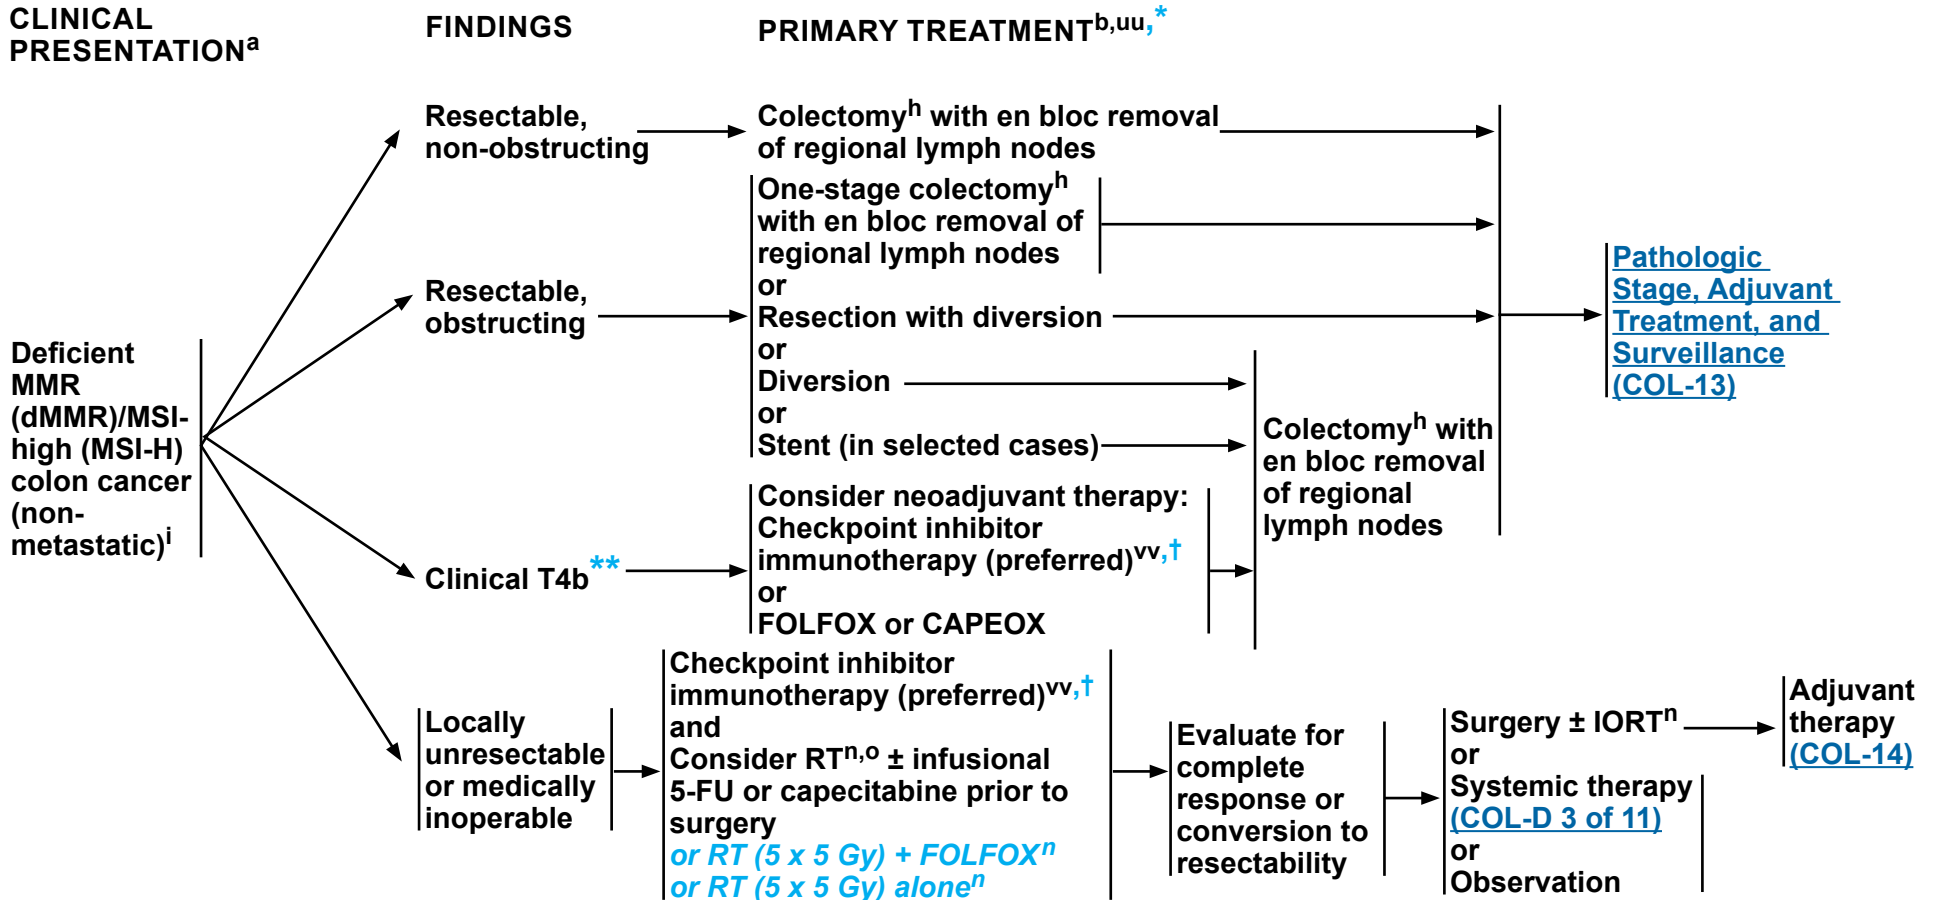 CLINICAL
PRESENTATIONᵃ
FINDINGS
PRIMARY TREATMENTᵇ,ᵘᵘ,*
Deficient
MMR
(dMMR)/MSI-
high (MSI-H)
colon cancer
(non-
metastatic)ⁱ
Resectable,
non-obstructing
Colectomyʰ with en bloc removal
of regional lymph nodes
Resectable,
obstructing
One-stage colectomyʰ
with en bloc removal of
regional lymph nodes
or
Resection with diversion
or
Diversion
or
Stent (in selected cases)
Clinical T4b**
Consider neoadjuvant therapy:
Checkpoint inhibitor
immunotherapy (preferred)ᵛᵛ,†
or
FOLFOX or CAPEOX
Colectomyʰ with
en bloc removal
of regional
lymph nodes
Pathologic
Stage, Adjuvant
Treatment, and
Surveillance
(COL-13)
Locally
unresectable
or medically
inoperable
Checkpoint inhibitor
immunotherapy (preferred)ᵛᵛ,†
and
Consider RTⁿ,ᵒ ± infusional
5-FU or capecitabine prior to
surgery
or RT (5 x 5 Gy) + FOLFOXⁿ
or RT (5 x 5 Gy) aloneⁿ
Evaluate for
complete
response or
conversion to
resectability
Surgery ± IORTⁿ
or
Systemic therapy
(COL-D 3 of 11)
or
Observation
Adjuvant
therapy
(COL-14)